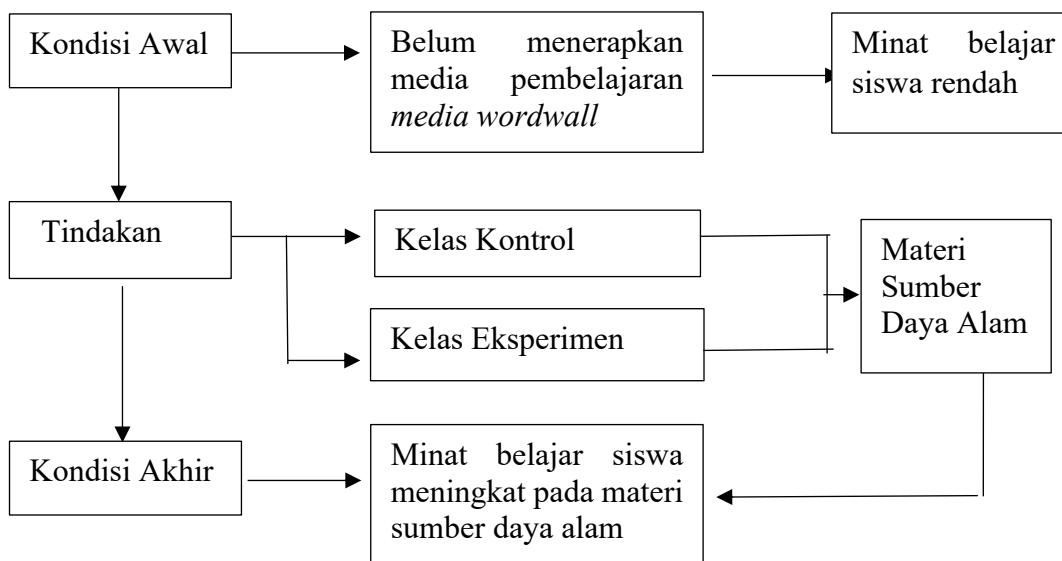 Kondisi Awal
Belum menerapkan
media pembelajaran
media wordwall
Minat belajar
siswa rendah
Tindakan
Kelas Kontrol
Kelas Eksperimen
Materi
Sumber
Daya Alam
Kondisi Akhir
Minat belajar siswa
meningkat pada materi
sumber daya alam